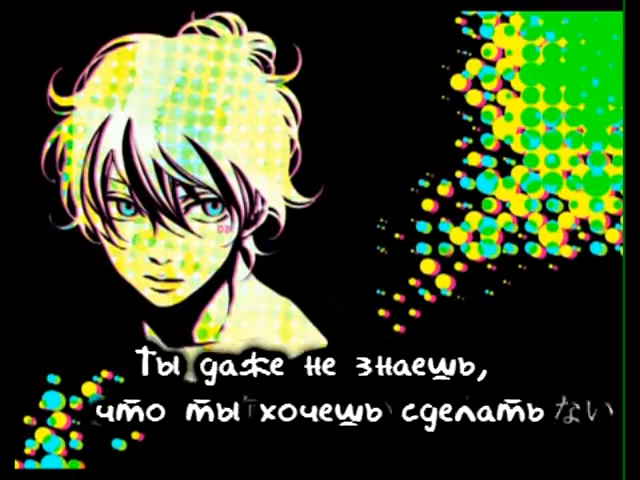 Ты даже не знаешь,
что ты хочешь сделать ない